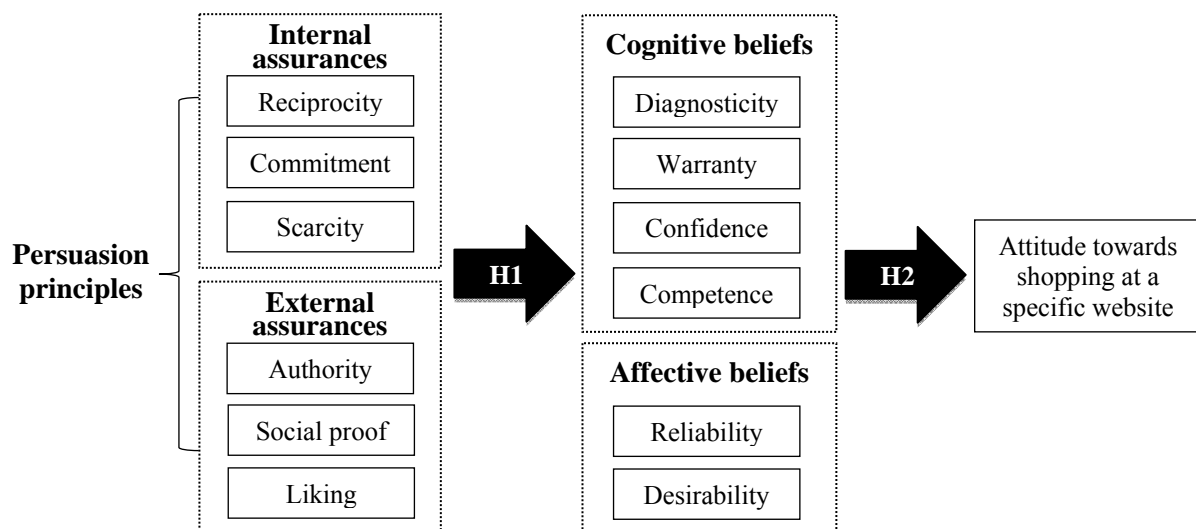 Persuasion
principles
Internal
assurances
Reciprocity
Commitment
Scarcity
External
assurances
Authority
Social proof
Liking
H1
Cognitive beliefs
Diagnosticity
Warranty
Confidence
Competence
Affective beliefs
Reliability
Desirability
H2
Attitude towards
shopping at a
specific website